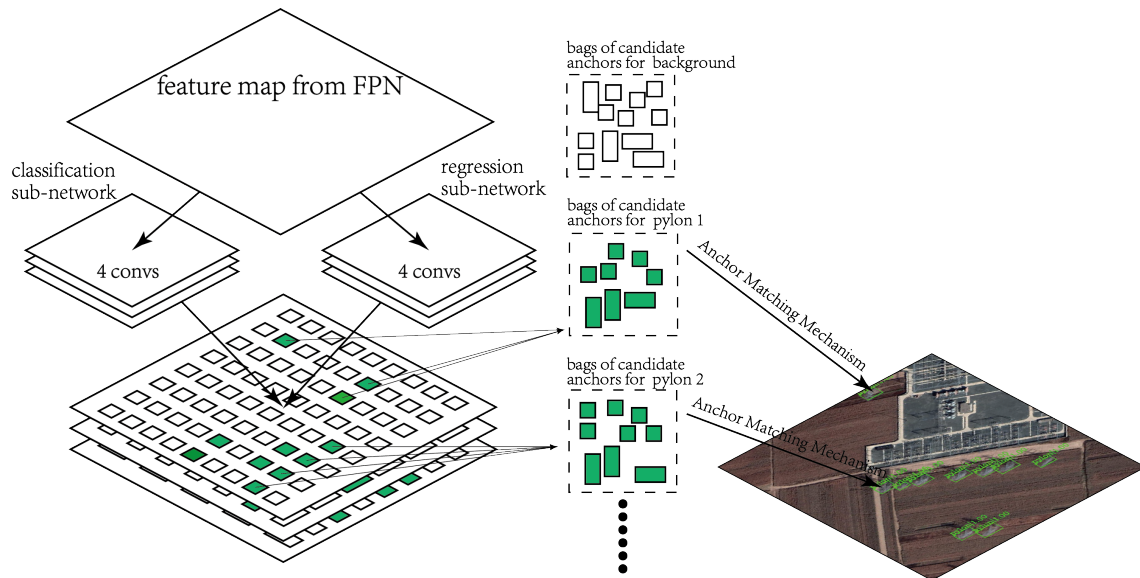 feature map from FPN
classification
sub-network
regression
sub-network
4 convs
4 convs
bags of candidate
anchors for background
bags of candidate
anchors for pylon 1
bags of candidate
anchors for pylon 2
Anchor Matching Mechanism
Anchor Matching Mechanism